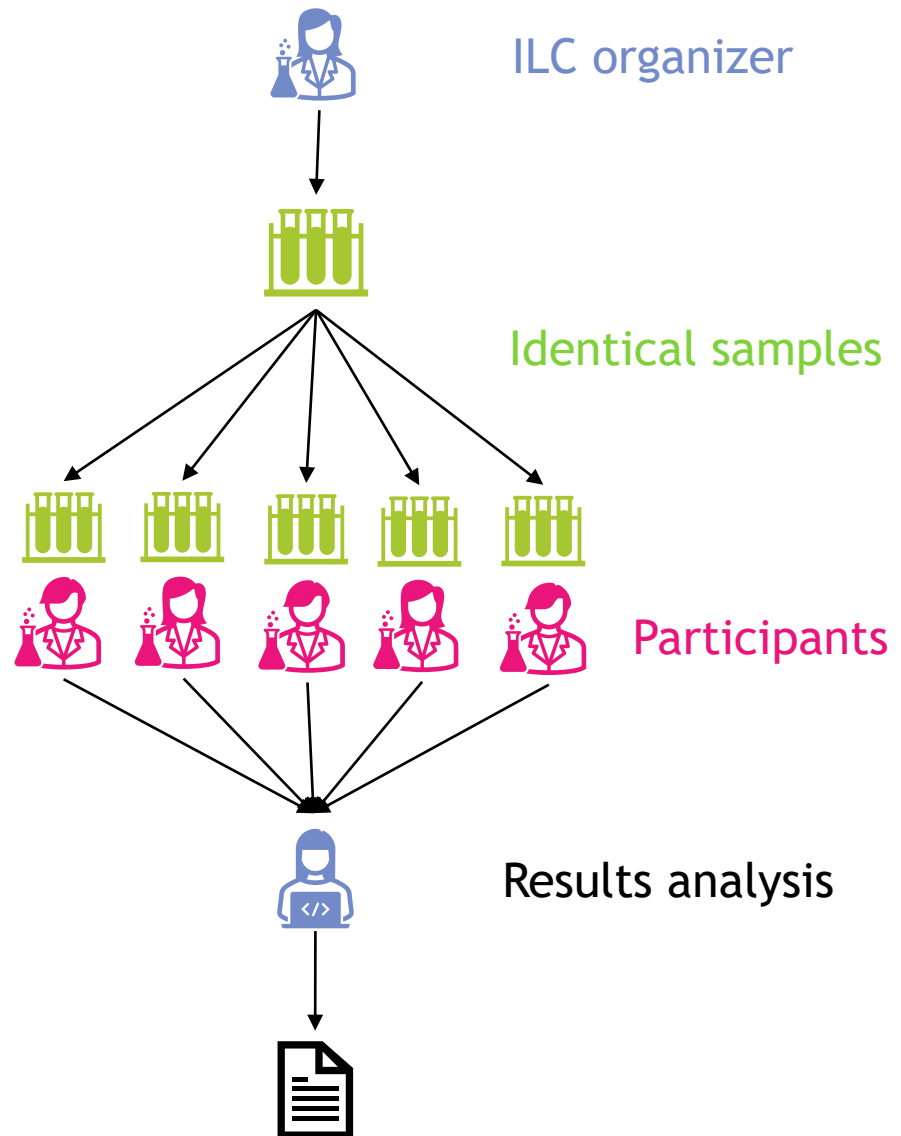 ILC organizer
Identical samples
Participants
</>
Results analysis